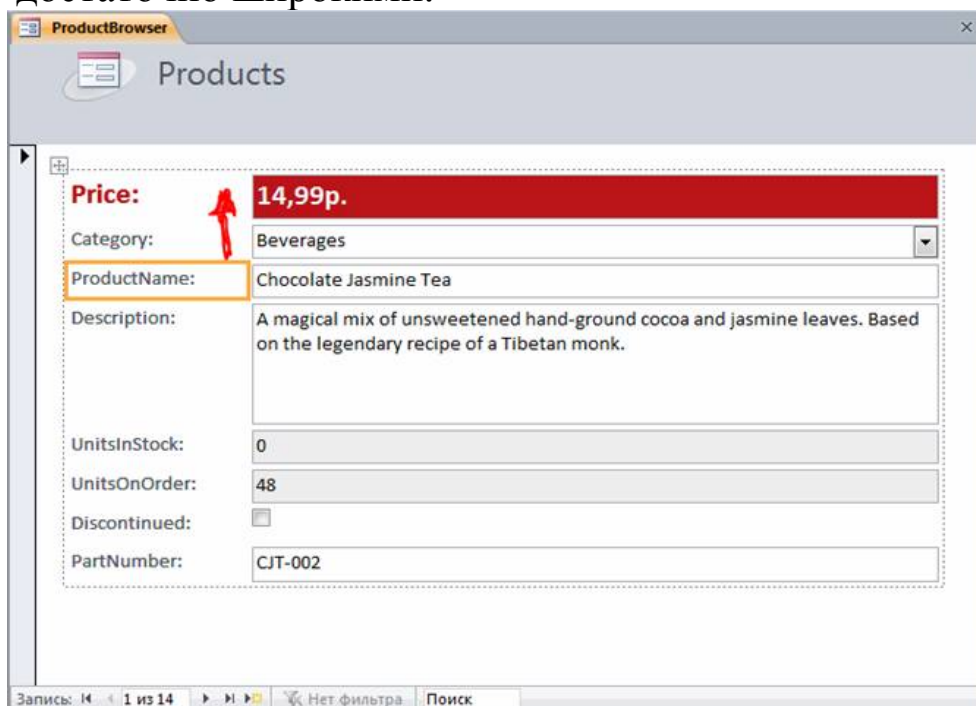 достаточно широкими.
ProductBrowser
Products
Price: 14,99р.
Category: Beverages
ProductName: Chocolate Jasmine Tea
Description: A magical mix of unsweetened hand-ground cocoa and jasmine leaves. Based
on the legendary recipe of a Tibetan monk.
UnitsInStock: 0
UnitsOnOrder: 48
Discontinued:
PartNumber: CJT-002
Запись: 1 из 14 Нет фильтра Поиск